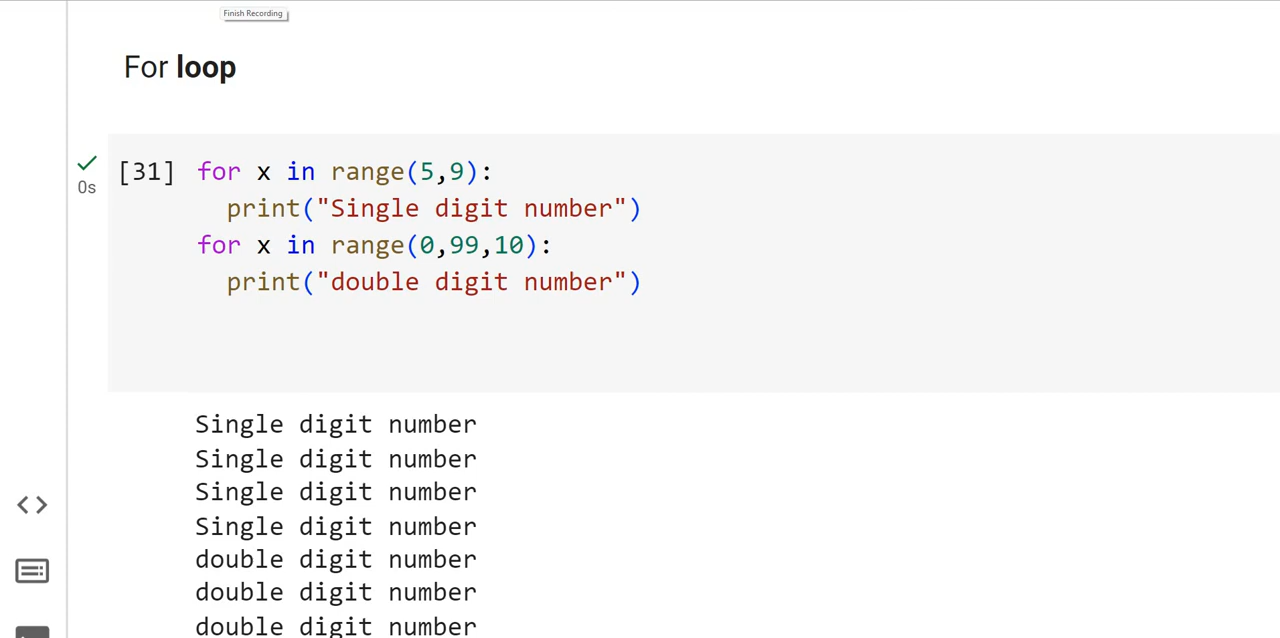 Finish Recording
For loop
[31] for x in range(5,9):
0s
print("Single digit number")
for x in range(0,99,10):
print("double digit number")
Single digit number
Single digit number
Single digit number
Single digit number
double digit number
double digit number
double digit number